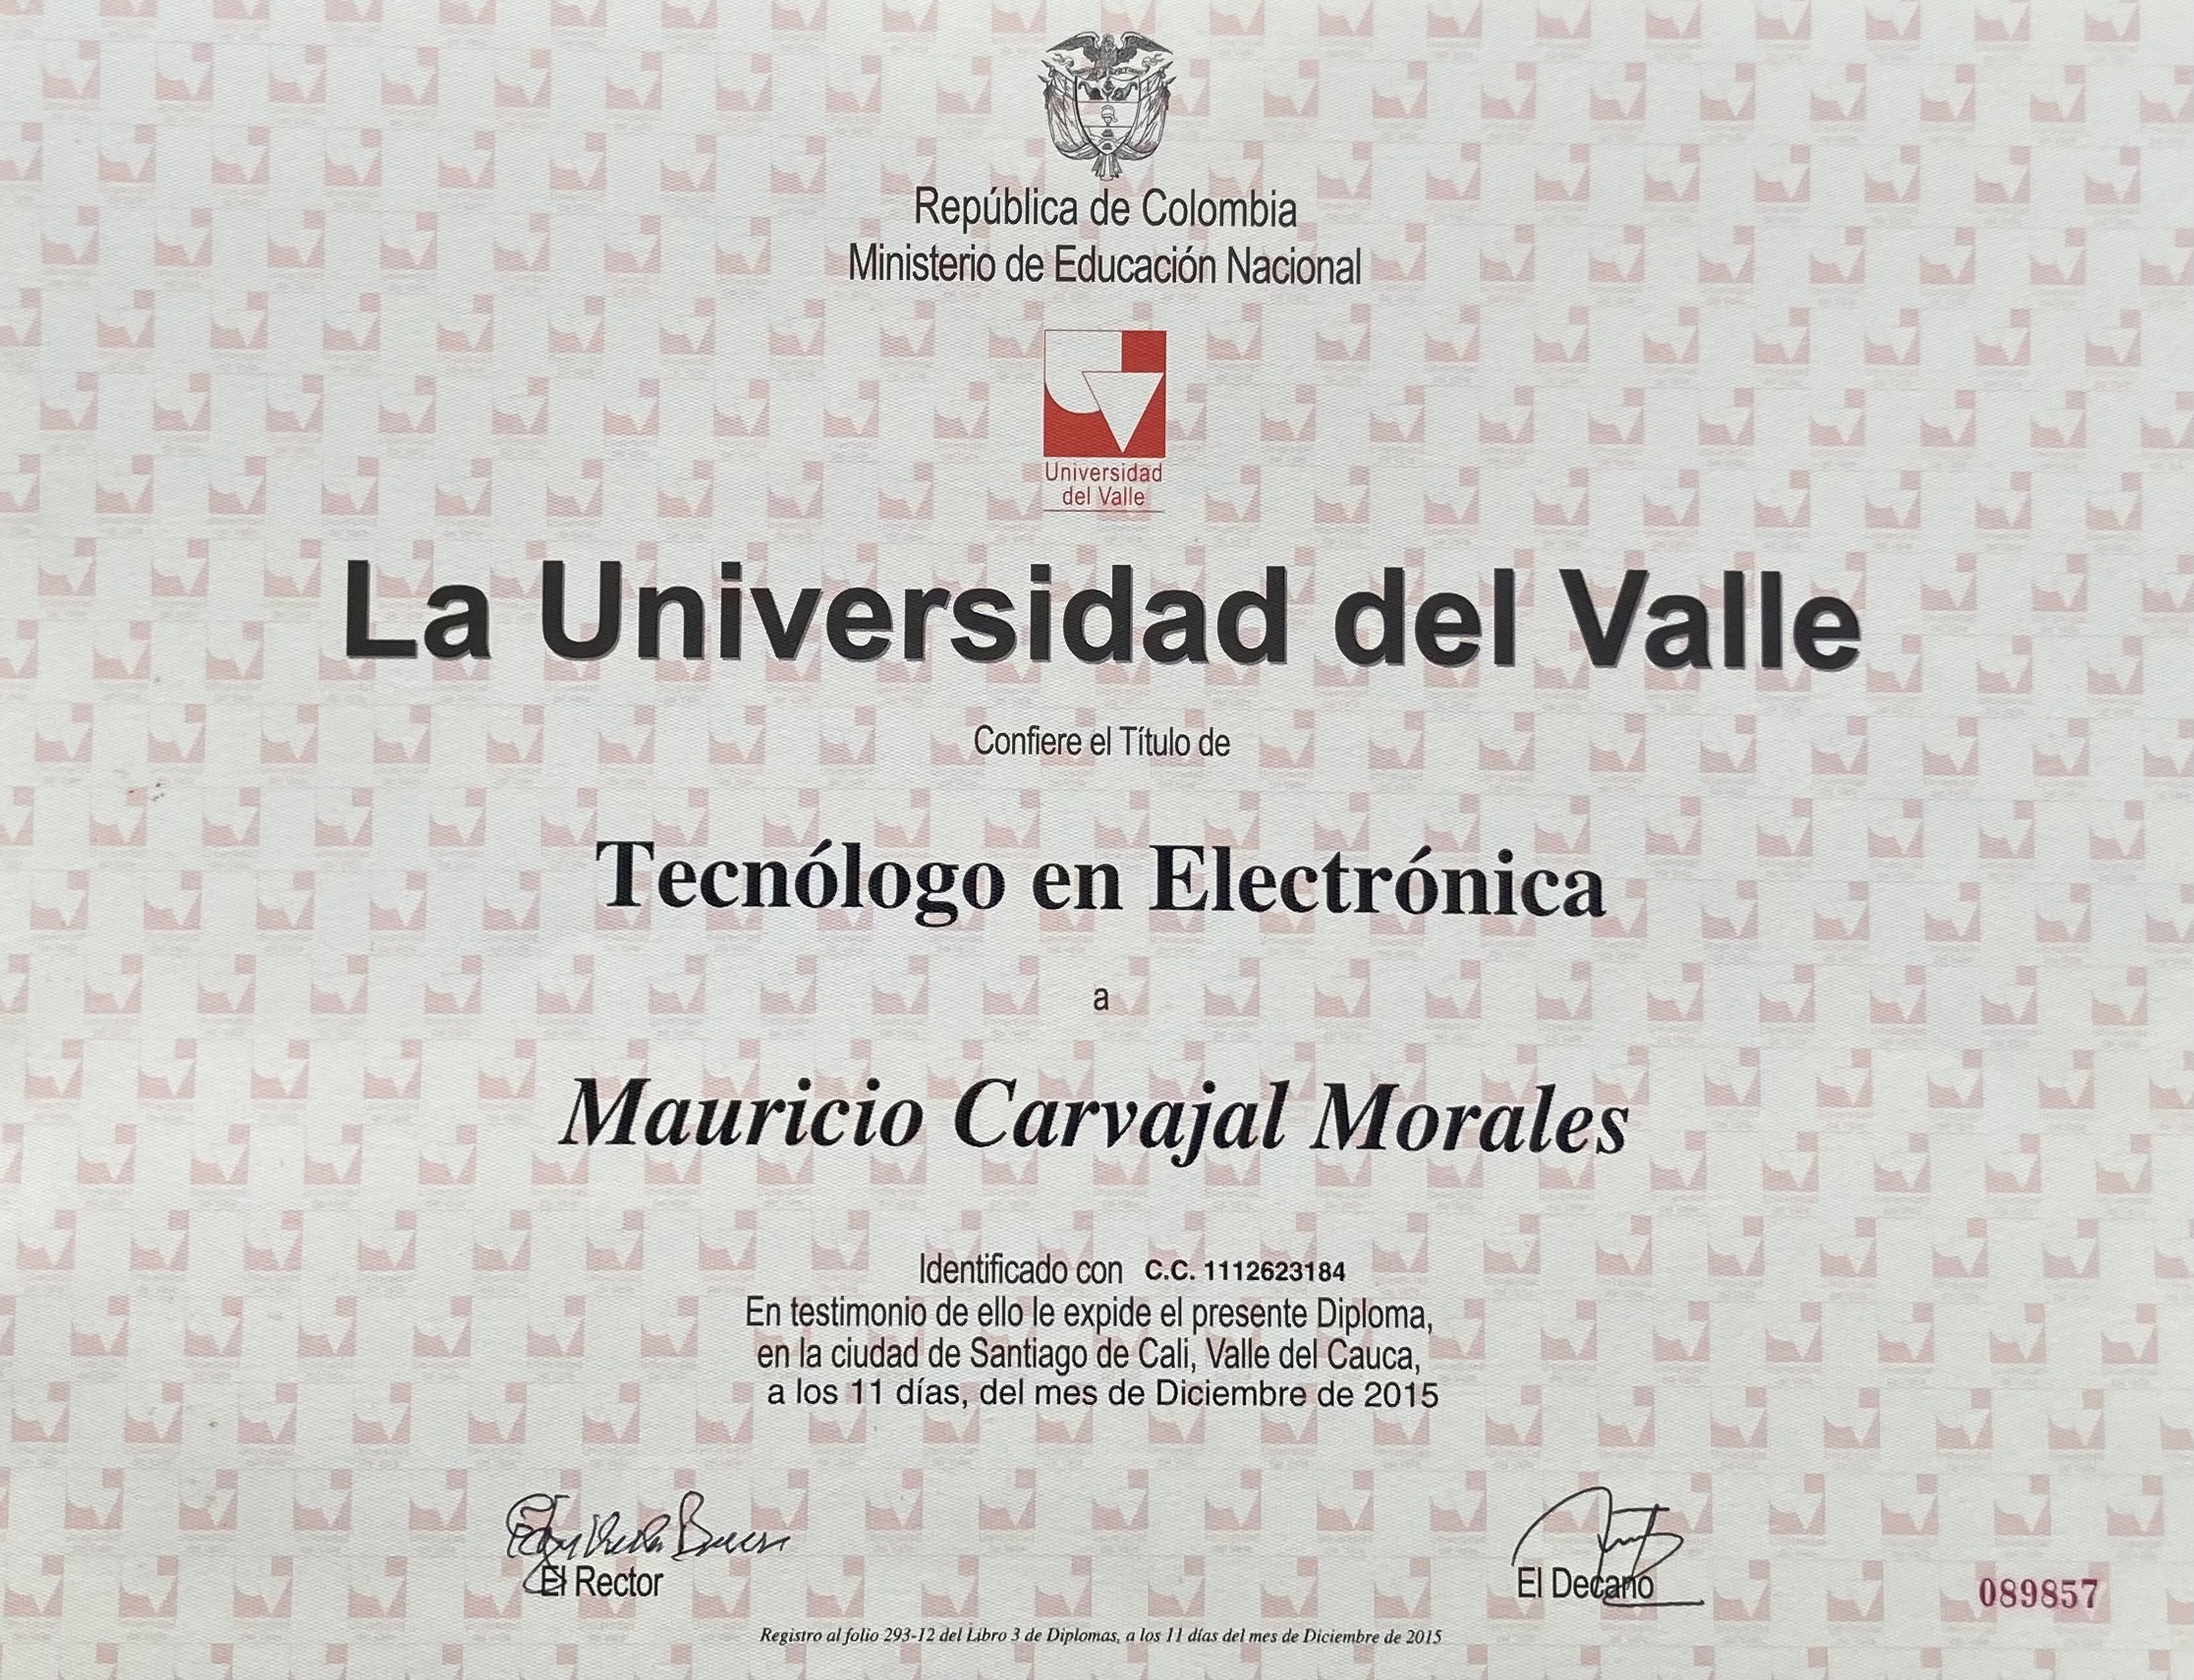 República de Colombia
Ministerio de Educación Nacional
Universidad
del Valle
La Universidad del Valle
Confiere el Título de
Tecnólogo en Electrónica
a
Mauricio Carvajal Morales
Identificado con C.C. 1112623184
En testimonio de ello le expide el presente Diploma,
en la ciudad de Santiago de Cali, Valle del Cauca,
a los 11 días, del mes de Diciembre de 2015
El Rector
El Decano
089857
Registro al folio 293-12 del Libro 3 de Diplomas, a los 11 días del mes de Diciembre de 2015